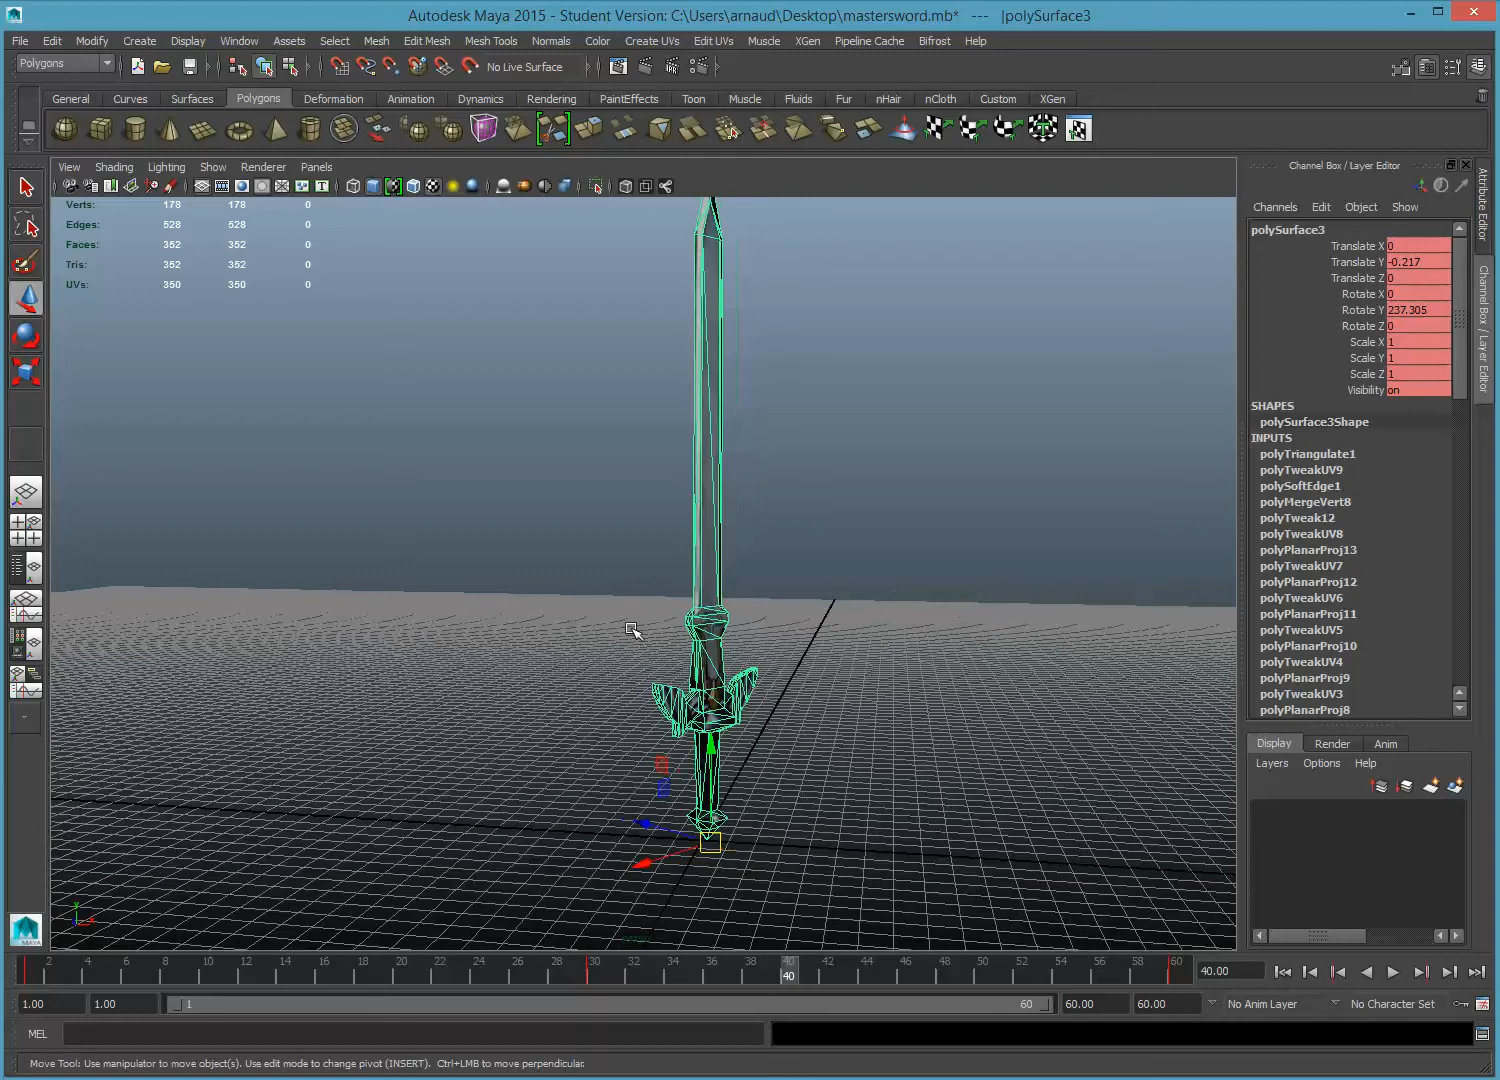 Autodesk Maya 2015 - Student Version: C:\Users\arnaud\Desktop\mastersword.mb* --- |polySurface3
File Edit Modify Create Display Window Assets Select Mesh Edit Mesh Mesh Tools Normals Color Create UVs Edit UVs Muscle XGen Pipeline Cache Bifrost Help
Polygons No Live Surface
General Curves Surfaces Polygons Deformation Animation Dynamics Rendering PaintEffects Toon Muscle Fluids Fur nHair nCloth Custom XGen
View Shading Lighting Show Renderer Panels
Channel Box / Layer Editor
Channels Edit Object Show
Verts: 178 178 0
Edges: 528 528 0
Faces: 352 352 0
Tris: 352 352 0
UVs: 350 350 0
polySurface3
Translate X 0
Translate Y -0.217
Translate Z 0
Rotate X 0
Rotate Y 237.305
Rotate Z 0
Scale X 1
Scale Y 1
Scale Z 1
Visibility on
SHAPES
polySurface3Shape
INPUTS
polyTriangulate1
polyTweakUV9
polySoftEdge1
polyMergeVert8
polyTweak12
polyTweakUV8
polyPlanarProj13
polyTweakUV7
polyPlanarProj12
polyTweakUV6
polyPlanarProj11
polyTweakUV5
polyPlanarProj10
polyTweakUV4
polyPlanarProj9
polyTweakUV3
polyPlanarProj8
Attribute Editor
Channel Box / Layer Editor
Display Render Anim
Layers Options Help
MAYA
2 4 6 8 10 12 14 16 18 20 22 24 26 28 30 32 34 36 38 40 42 44 46 48 50 52 54 56 58 60
40
40.00
1.00 1.00 1 60 60.00 60.00 No Anim Layer No Character Set
MEL
Move Tool: Use manipulator to move object(s). Use edit mode to change pivot (INSERT). Ctrl+LMB to move perpendicular.